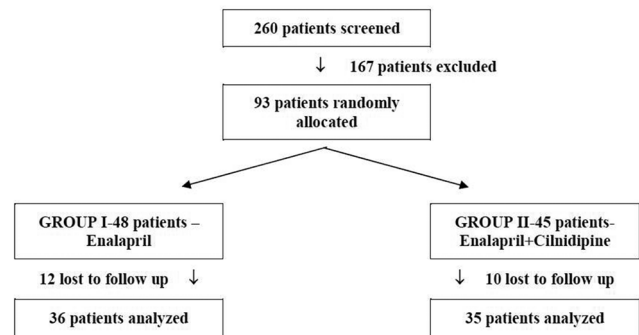 260 patients screened
↓ 167 patients excluded
93 patients randomly
allocated
GROUP I-48 patients –
Enalapril
GROUP II-45 patients-
Enalapril+Cilnidipine
12 lost to follow up ↓
↓ 10 lost to follow up
36 patients analyzed
35 patients analyzed